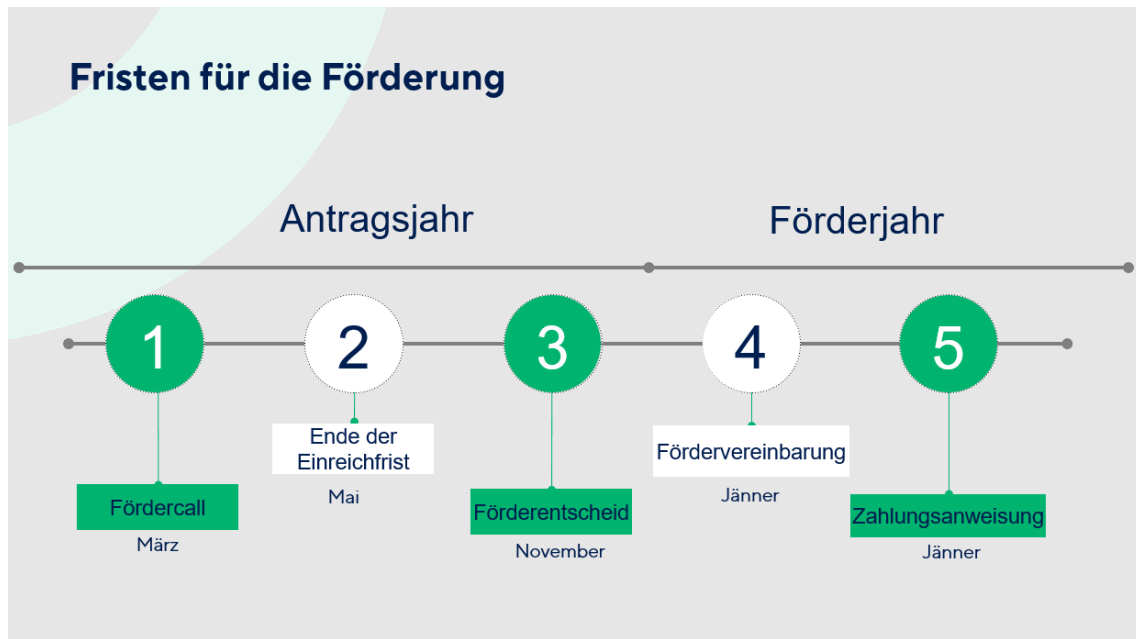 Fristen für die Förderung
Antragsjahr
Förderjahr
1
2
3
4
5
Fördercall
März
Ende der
Einreichfrist
Mai
Förderentscheid
November
Fördervereinbarung
Jänner
Zahlungsanweisung
Jänner